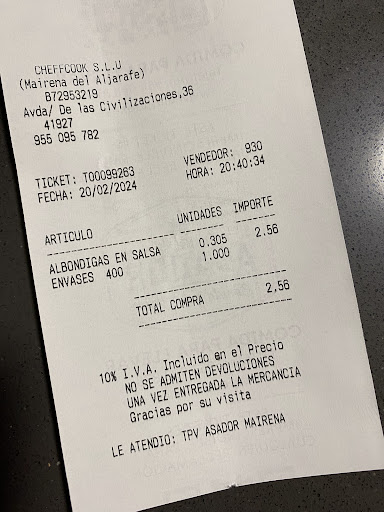 CHEFFCOOK S.L.U
(Mairena del Aljarafe)
B72953219
Avda/ De las Civilizaciones,36
41927
955 095 782
TICKET: T00099263 VENDEDOR: 930
FECHA: 20/02/2024 HORA: 20:40:34
ARTICULO UNIDADES IMPORTE
ALBONDIGAS EN SALSA 0.305 2.56
ENVASES 400 1.000
TOTAL COMPRA 2,56
10% I.V.A. Incluido en el Precio
NO SE ADMITEN DEVOLUCIONES
UNA VEZ ENTREGADA LA MERCANCIA
Gracias por su visita
LE ATENDIO: TPV ASADOR MAIRENA